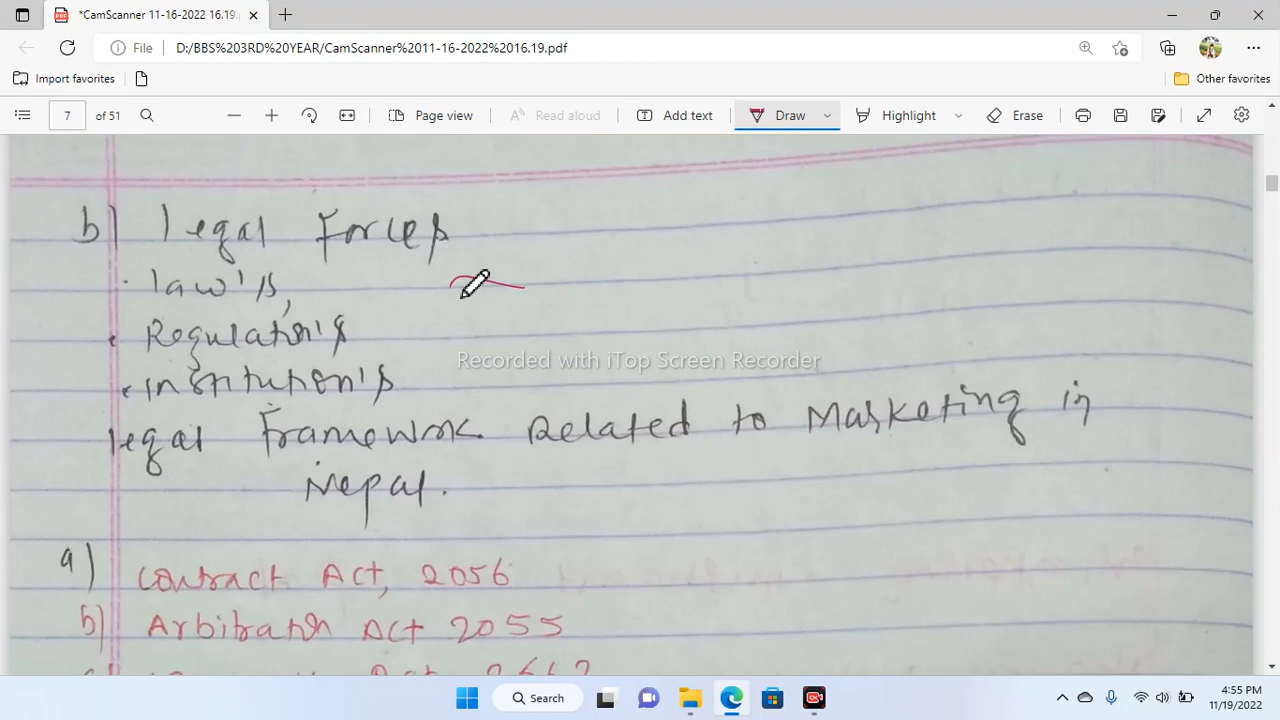 *CamScanner 11-16-2022 16.19.p
File D:/BBS%203RD%20YEAR/CamScanner%2011-16-2022%2016.19.pdf
Import favorites
Other favorites
7 of 51
Page view
Read aloud
Add text
Draw
Highlight
Erase
b) legal Forces
law's,
Regulation's
institution's
legal Framework Related to Marketing in
Nepal.
Recorded with iTop Screen Recorder
a) Contract Act, 2056
b) Arbitration Act 2055
Search
4:55 PM
11/19/2022